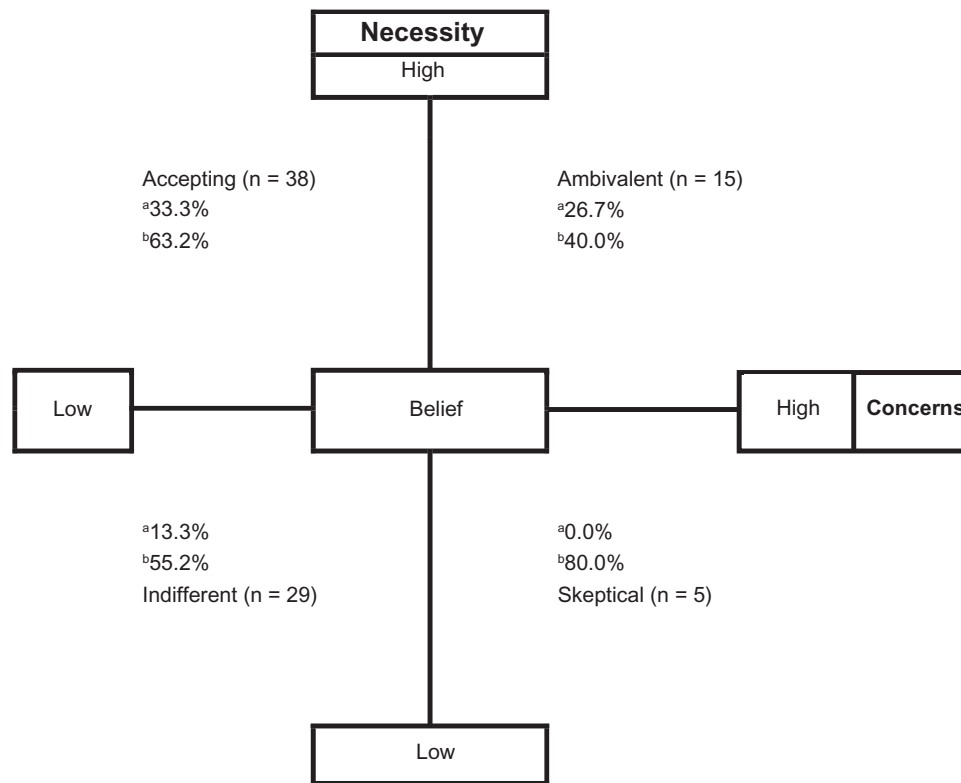 Necessity
High
Accepting (n = 38)
ᵃ33.3%
ᵇ63.2%
Ambivalent (n = 15)
ᵃ26.7%
ᵇ40.0%
Low
Belief
High
Concerns
ᵃ13.3%
ᵇ55.2%
Indifferent (n = 29)
ᵃ0.0%
ᵇ80.0%
Skeptical (n = 5)
Low